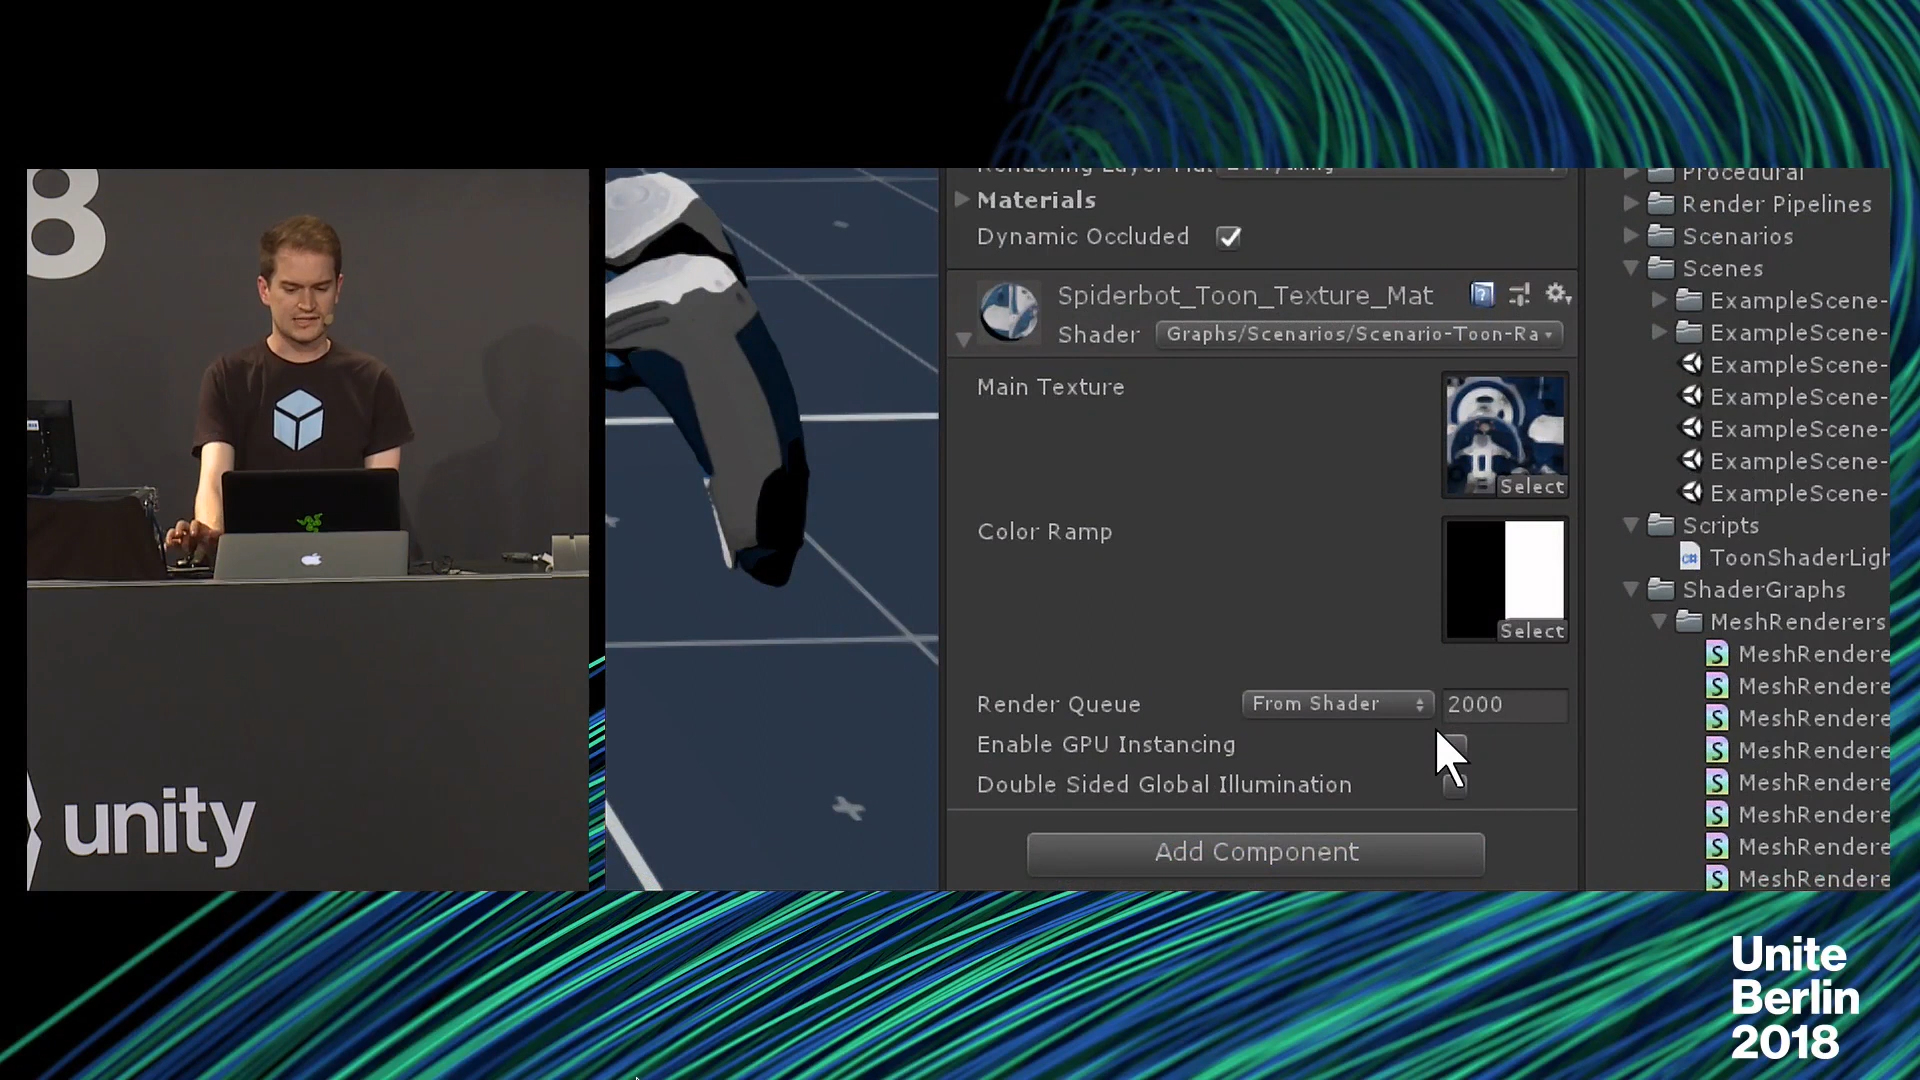 8
unity
Materials
Dynamic Occluded
Spiderbot_Toon_Texture_Mat
Shader Graphs/Scenarios/Scenario-Toon-Ra
Main Texture
Select
Color Ramp
Select
Render Queue From Shader 2000
Enable GPU Instancing
Double Sided Global Illumination
Add Component
Procedural
Render Pipelines
Scenarios
Scenes
ExampleScene-
ExampleScene-
ExampleScene-
ExampleScene-
ExampleScene-
ExampleScene-
ExampleScene-
Scripts
ToonShaderLigh
ShaderGraphs
MeshRenderers
MeshRendere
MeshRendere
MeshRendere
MeshRendere
MeshRendere
MeshRendere
MeshRendere
MeshRendere
Unite
Berlin
2018